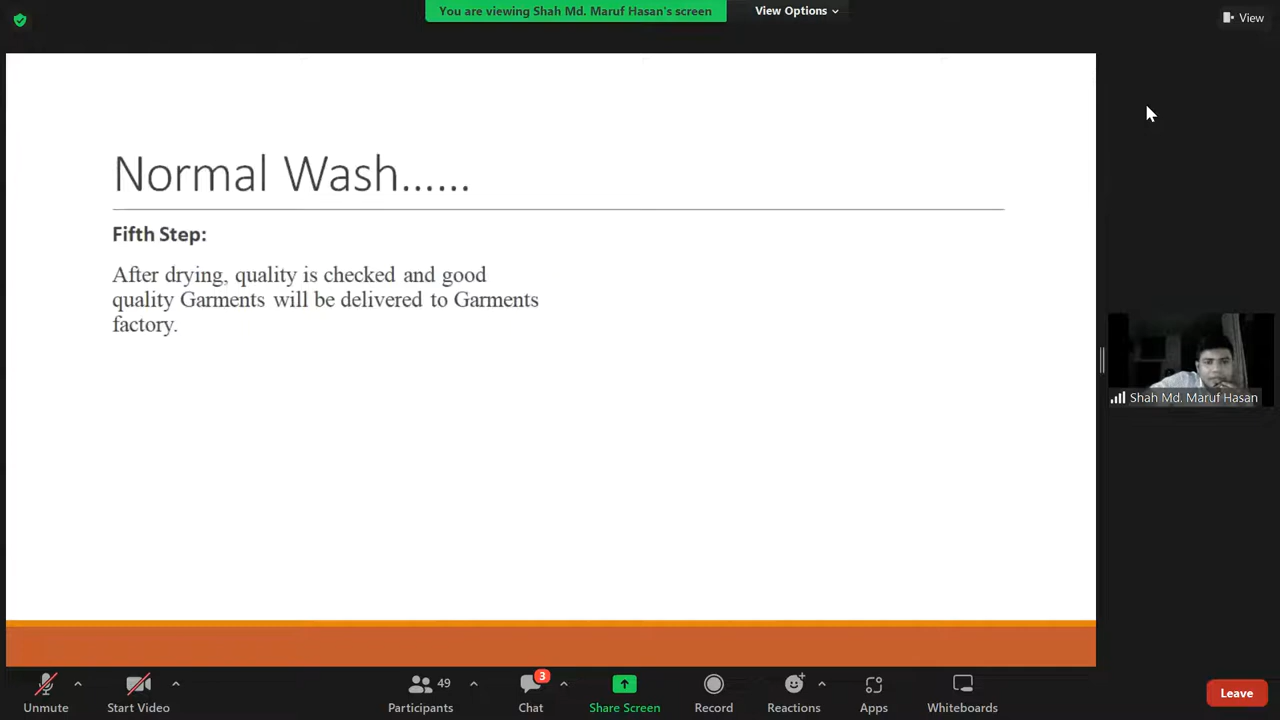 You are viewing Shah Md. Maruf Hasan's screen
View Options
View
Normal Wash......
Fifth Step:
After drying, quality is checked and good
quality Garments will be delivered to Garments
factory.
Shah Md. Maruf Hasan
49
3
Unmute
Start Video
Participants
Chat
Share Screen
Record
Reactions
Apps
Whiteboards
Leave